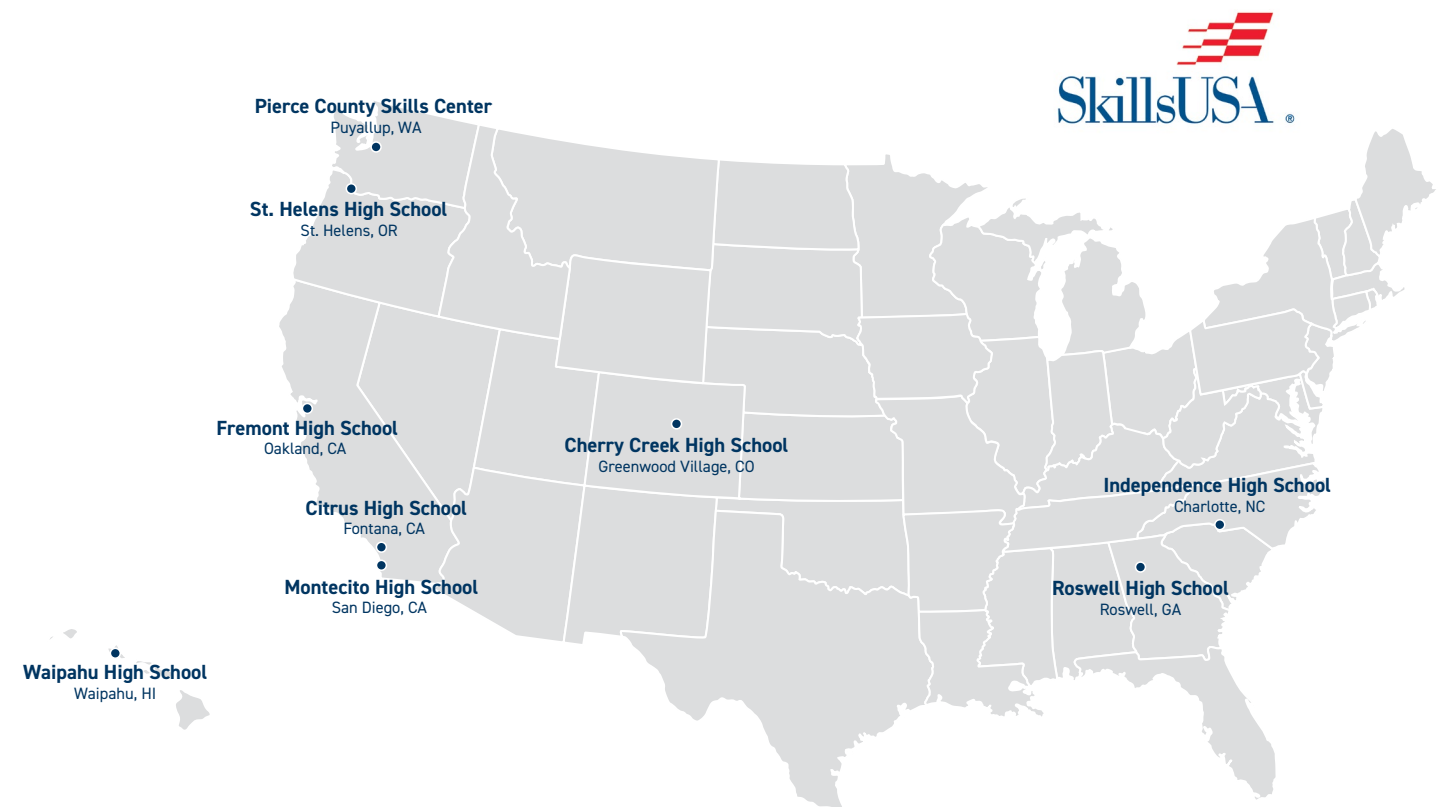 SkillsUSA ®
Pierce County Skills Center
Puyallup, WA
St. Helens High School
St. Helens, OR
Fremont High School
Oakland, CA
Cherry Creek High School
Greenwood Village, CO
Independence High School
Charlotte, NC
Citrus High School
Fontana, CA
Montecito High School
San Diego, CA
Roswell High School
Roswell, GA
Waipahu High School
Waipahu, HI